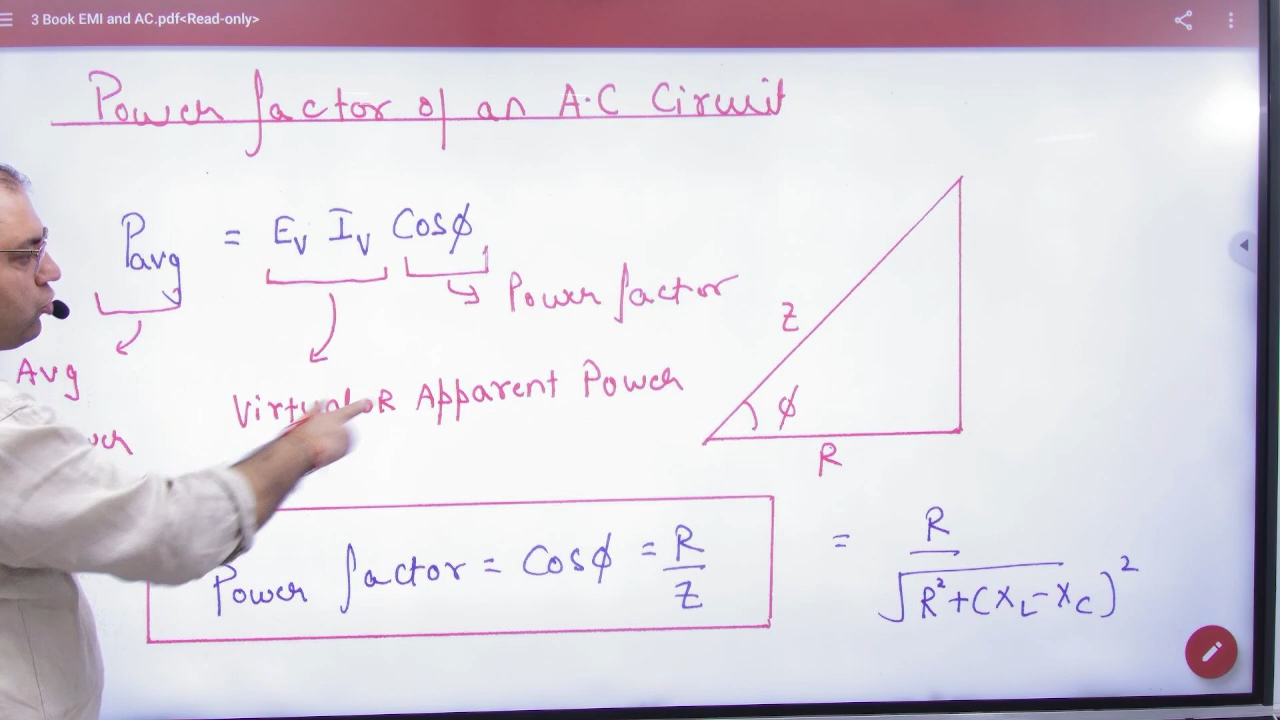 3 Book EMI and AC.pdf<Read-only>
Power factor of an A.C Circuit
Pavg = Ev Iv Cosϕ
Power factor
Z
Avg
Virtual OR Apparent Power
ϕ
R
Power factor = Cosϕ = R/Z
= R/√R²+(XL-XC)²